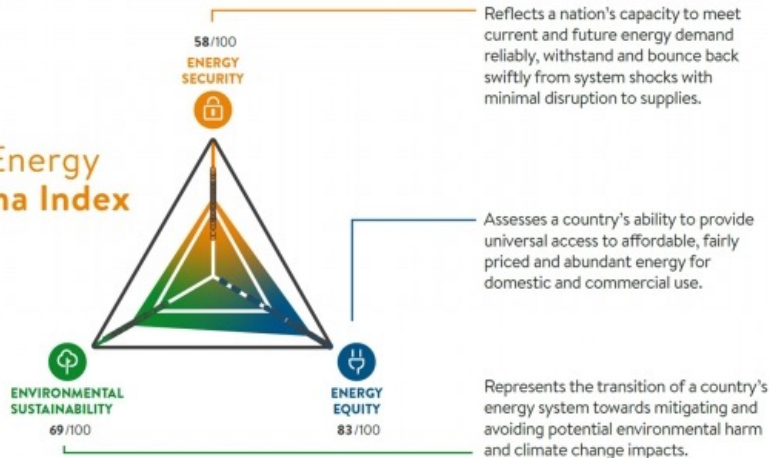 58/100
ENERGY
SECURITY
Reflects a nation's capacity to meet
current and future energy demand
reliably, withstand and bounce back
swiftly from system shocks with
minimal disruption to supplies.
Energy
na Index
Assesses a country's ability to provide
universal access to affordable, fairly
priced and abundant energy for
domestic and commercial use.
ENVIRONMENTAL
SUSTAINABILITY
69/100
ENERGY
EQUITY
83/100
Represents the transition of a country's
energy system towards mitigating and
avoiding potential environmental harm
and climate change impacts.